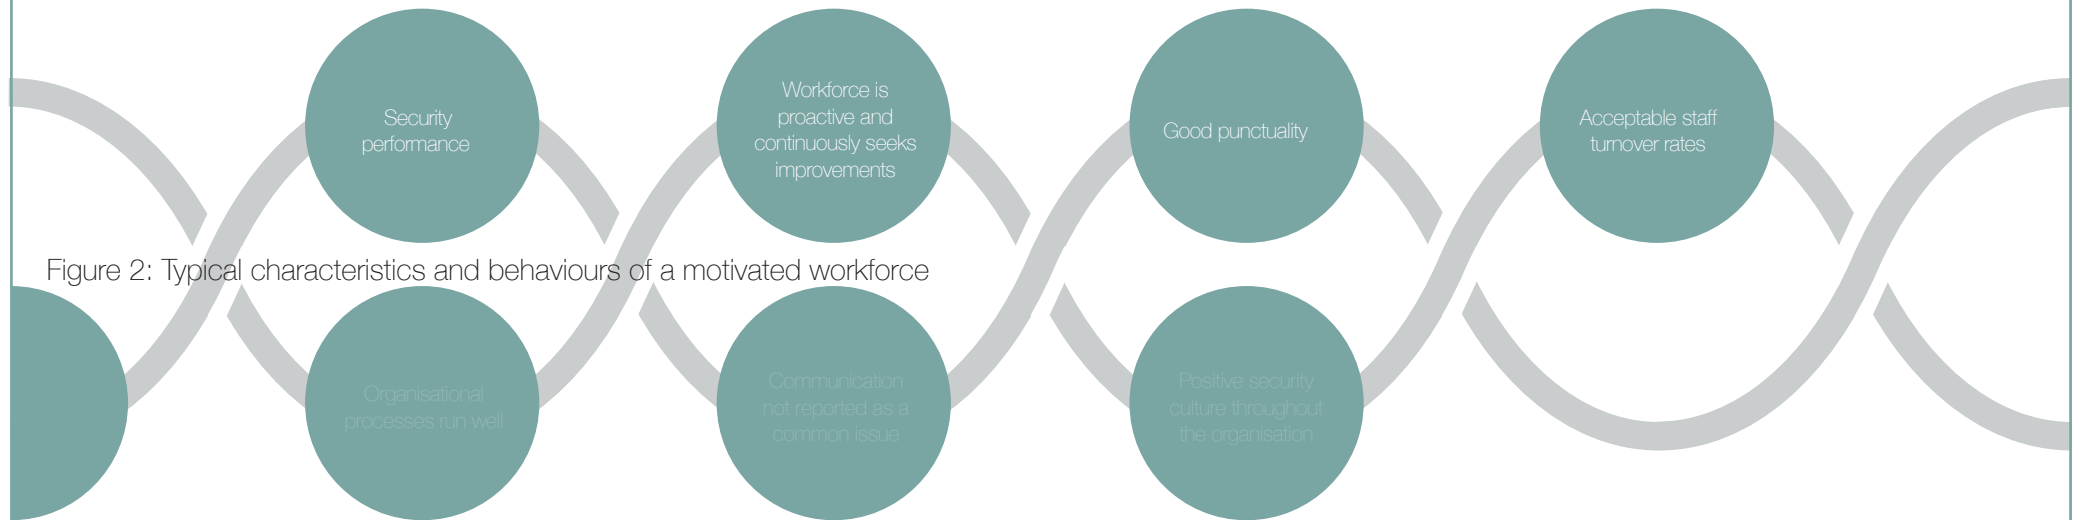 Security
performance
Workforce is
proactive and
continuously seeks
improvements
Good punctuality
Acceptable staff
turnover rates
Figure 2: Typical characteristics and behaviours of a motivated workforce
Organisational
processes run well
Communication
not reported as a
common issue
Positive security
culture throughout
the organisation